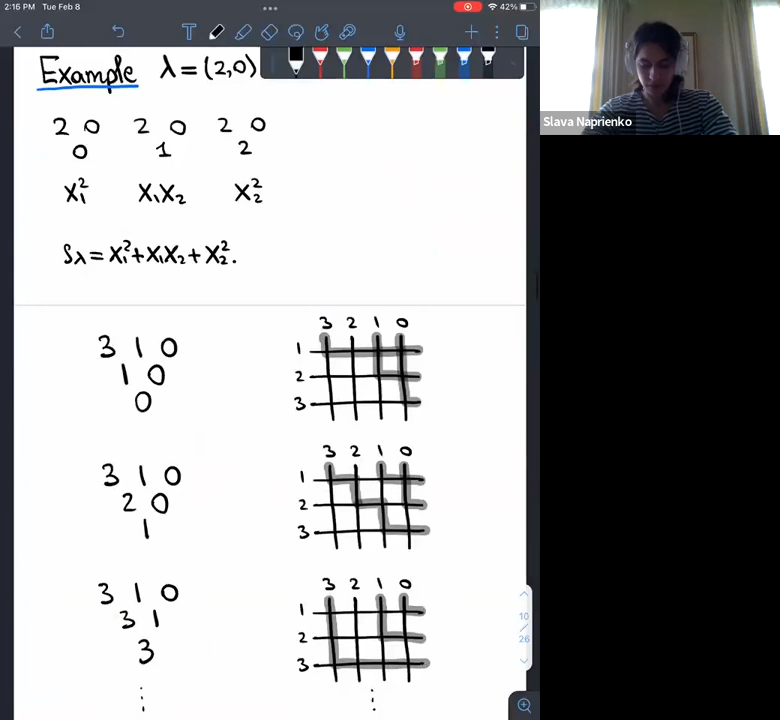 2:16 PM Tue Feb 8
42%
Example λ = (2,0)
2 0 2 0 2 0
0 1 2
x₁² x₁x₂ x₂²
sλ = x₁² + x₁x₂ + x₂².
3 1 0
1 0
0
3 2 1 0
1
2
3
3 1 0
2 0
1
3 2 1 0
1
2
3
3 1 0
3 1
3
⋮
3 2 1 0
1
2
3
⋮
10
/
26
Slava Naprienko